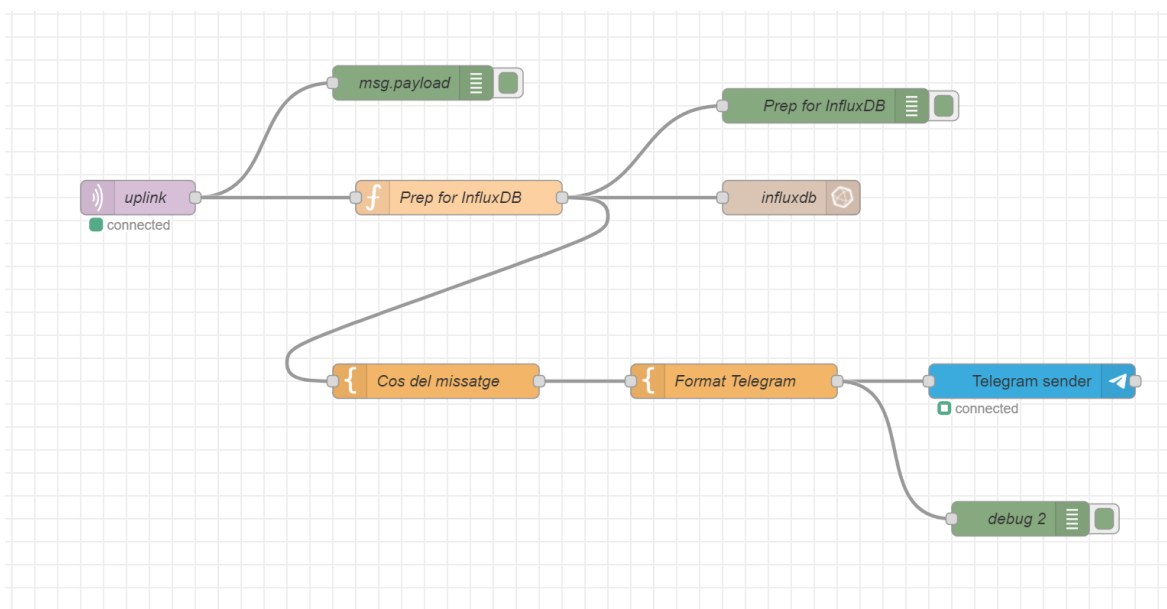 msg.payload
Prep for InfluxDB
uplink
connected
Prep for InfluxDB
influxdb
Cos del missatge
Format Telegram
Telegram sender
connected
debug 2